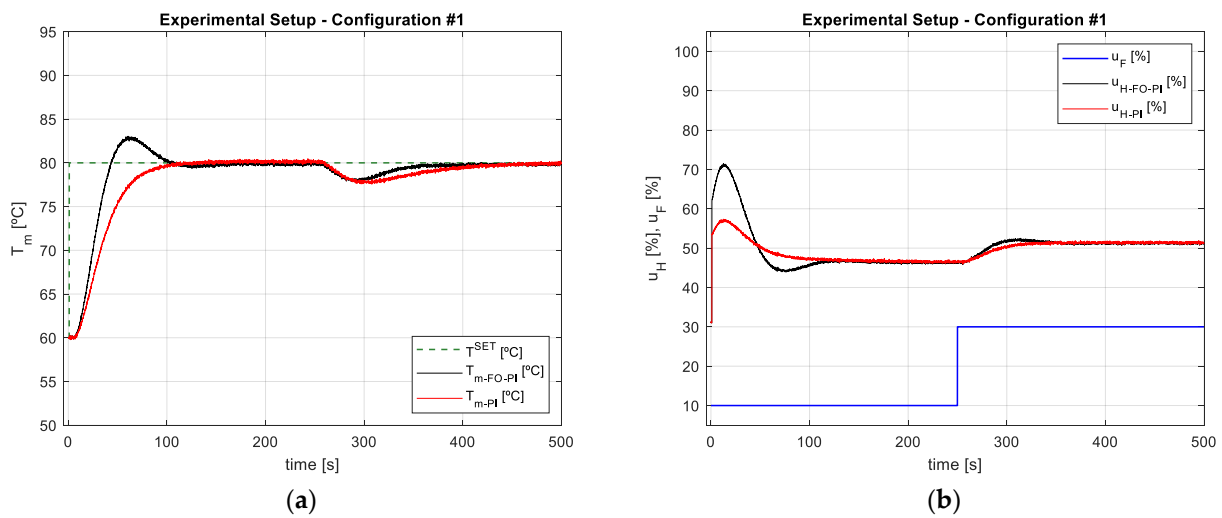 Experimental Setup - Configuration #1
95
90
85
80
75
70
65
60
55
50
T_m [ºC]
0 100 200 300 400 500
time [s]
T^SET [ºC]
T_m-FO-PI [ºC]
T_m-PI [ºC]
(a)
Experimental Setup - Configuration #1
100
90
80
70
60
50
40
30
20
10
u_H [%], u_F [%]
0 100 200 300 400 500
time [s]
u_F [%]
u_H-FO-PI [%]
u_H-PI [%]
(b)